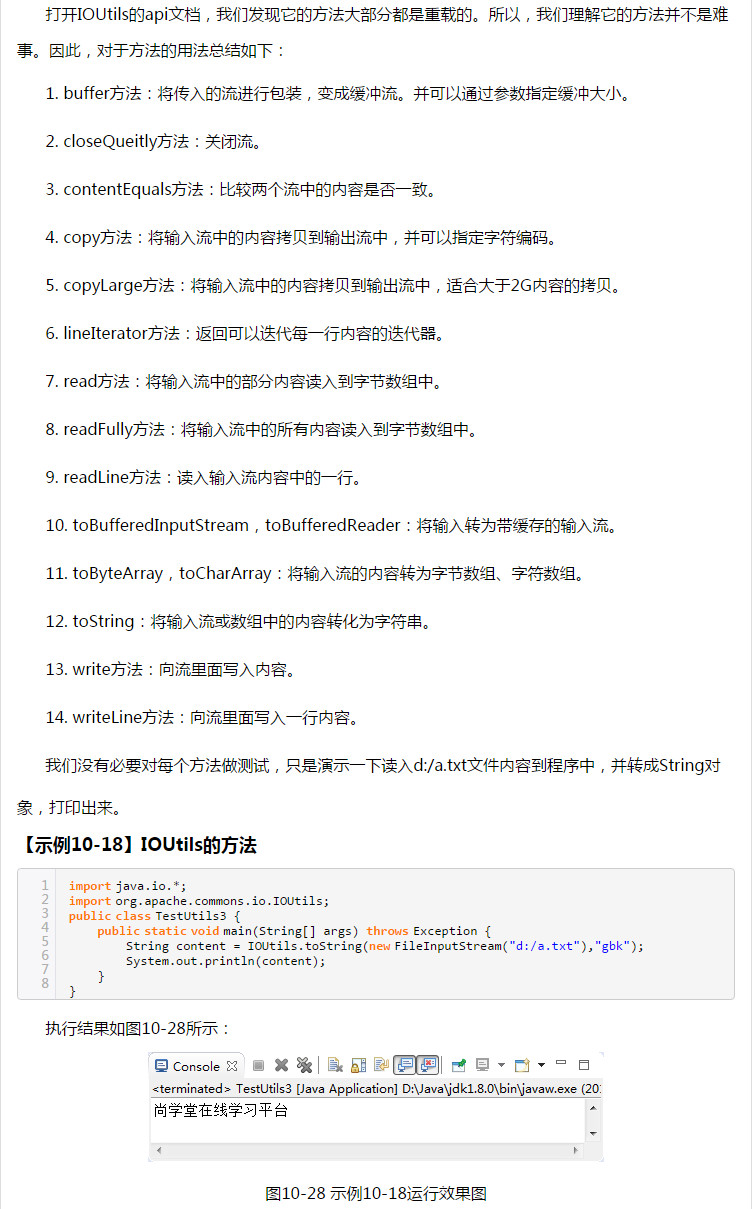 打开IOUtils的api文档，我们发现它的方法大部分都是重载的。所以，我们理解它的方法并不是难
事。因此，对于方法的用法总结如下：
1. buffer方法：将传入的流进行包装，变成缓冲流。并可以通过参数指定缓冲大小。
2. closeQueitly方法：关闭流。
3. contentEquals方法：比较两个流中的内容是否一致。
4. copy方法：将输入流中的内容拷贝到输出流中，并可以指定字符编码。
5. copyLarge方法：将输入流中的内容拷贝到输出流中，适合大于2G内容的拷贝。
6. lineIterator方法：返回可以迭代每一行内容的迭代器。
7. read方法：将输入流中的部分内容读入到字节数组中。
8. readFully方法：将输入流中的所有内容读入到字节数组中。
9. readLine方法：读入输入流内容中的一行。
10. toBufferedInputStream，toBufferedReader：将输入转为带缓存的输入流。
11. toByteArray，toCharArray：将输入流的内容转为字节数组、字符数组。
12. toString：将输入流或数组中的内容转化为字符串。
13. write方法：向流里面写入内容。
14. writeLine方法：向流里面写入一行内容。
我们没有必要对每个方法做测试，只是演示一下读入d:/a.txt文件内容到程序中，并转成String对
象，打印出来。
【示例10-18】IOUtils的方法
1 import java.io.*;
2 import org.apache.commons.io.IOUtils;
3 public class TestUtils3 {
4     public static void main(String[] args) throws Exception {
5         String content = IOUtils.toString(new FileInputStream("d:/a.txt"),"gbk");
6         System.out.println(content);
7     }
8 }
执行结果如图10-28所示：
Console
<terminated> TestUtils3 [Java Application] D:\Java\jdk1.8.0\bin\javaw.exe (201
尚学堂在线学习平台
图10-28 示例10-18运行效果图